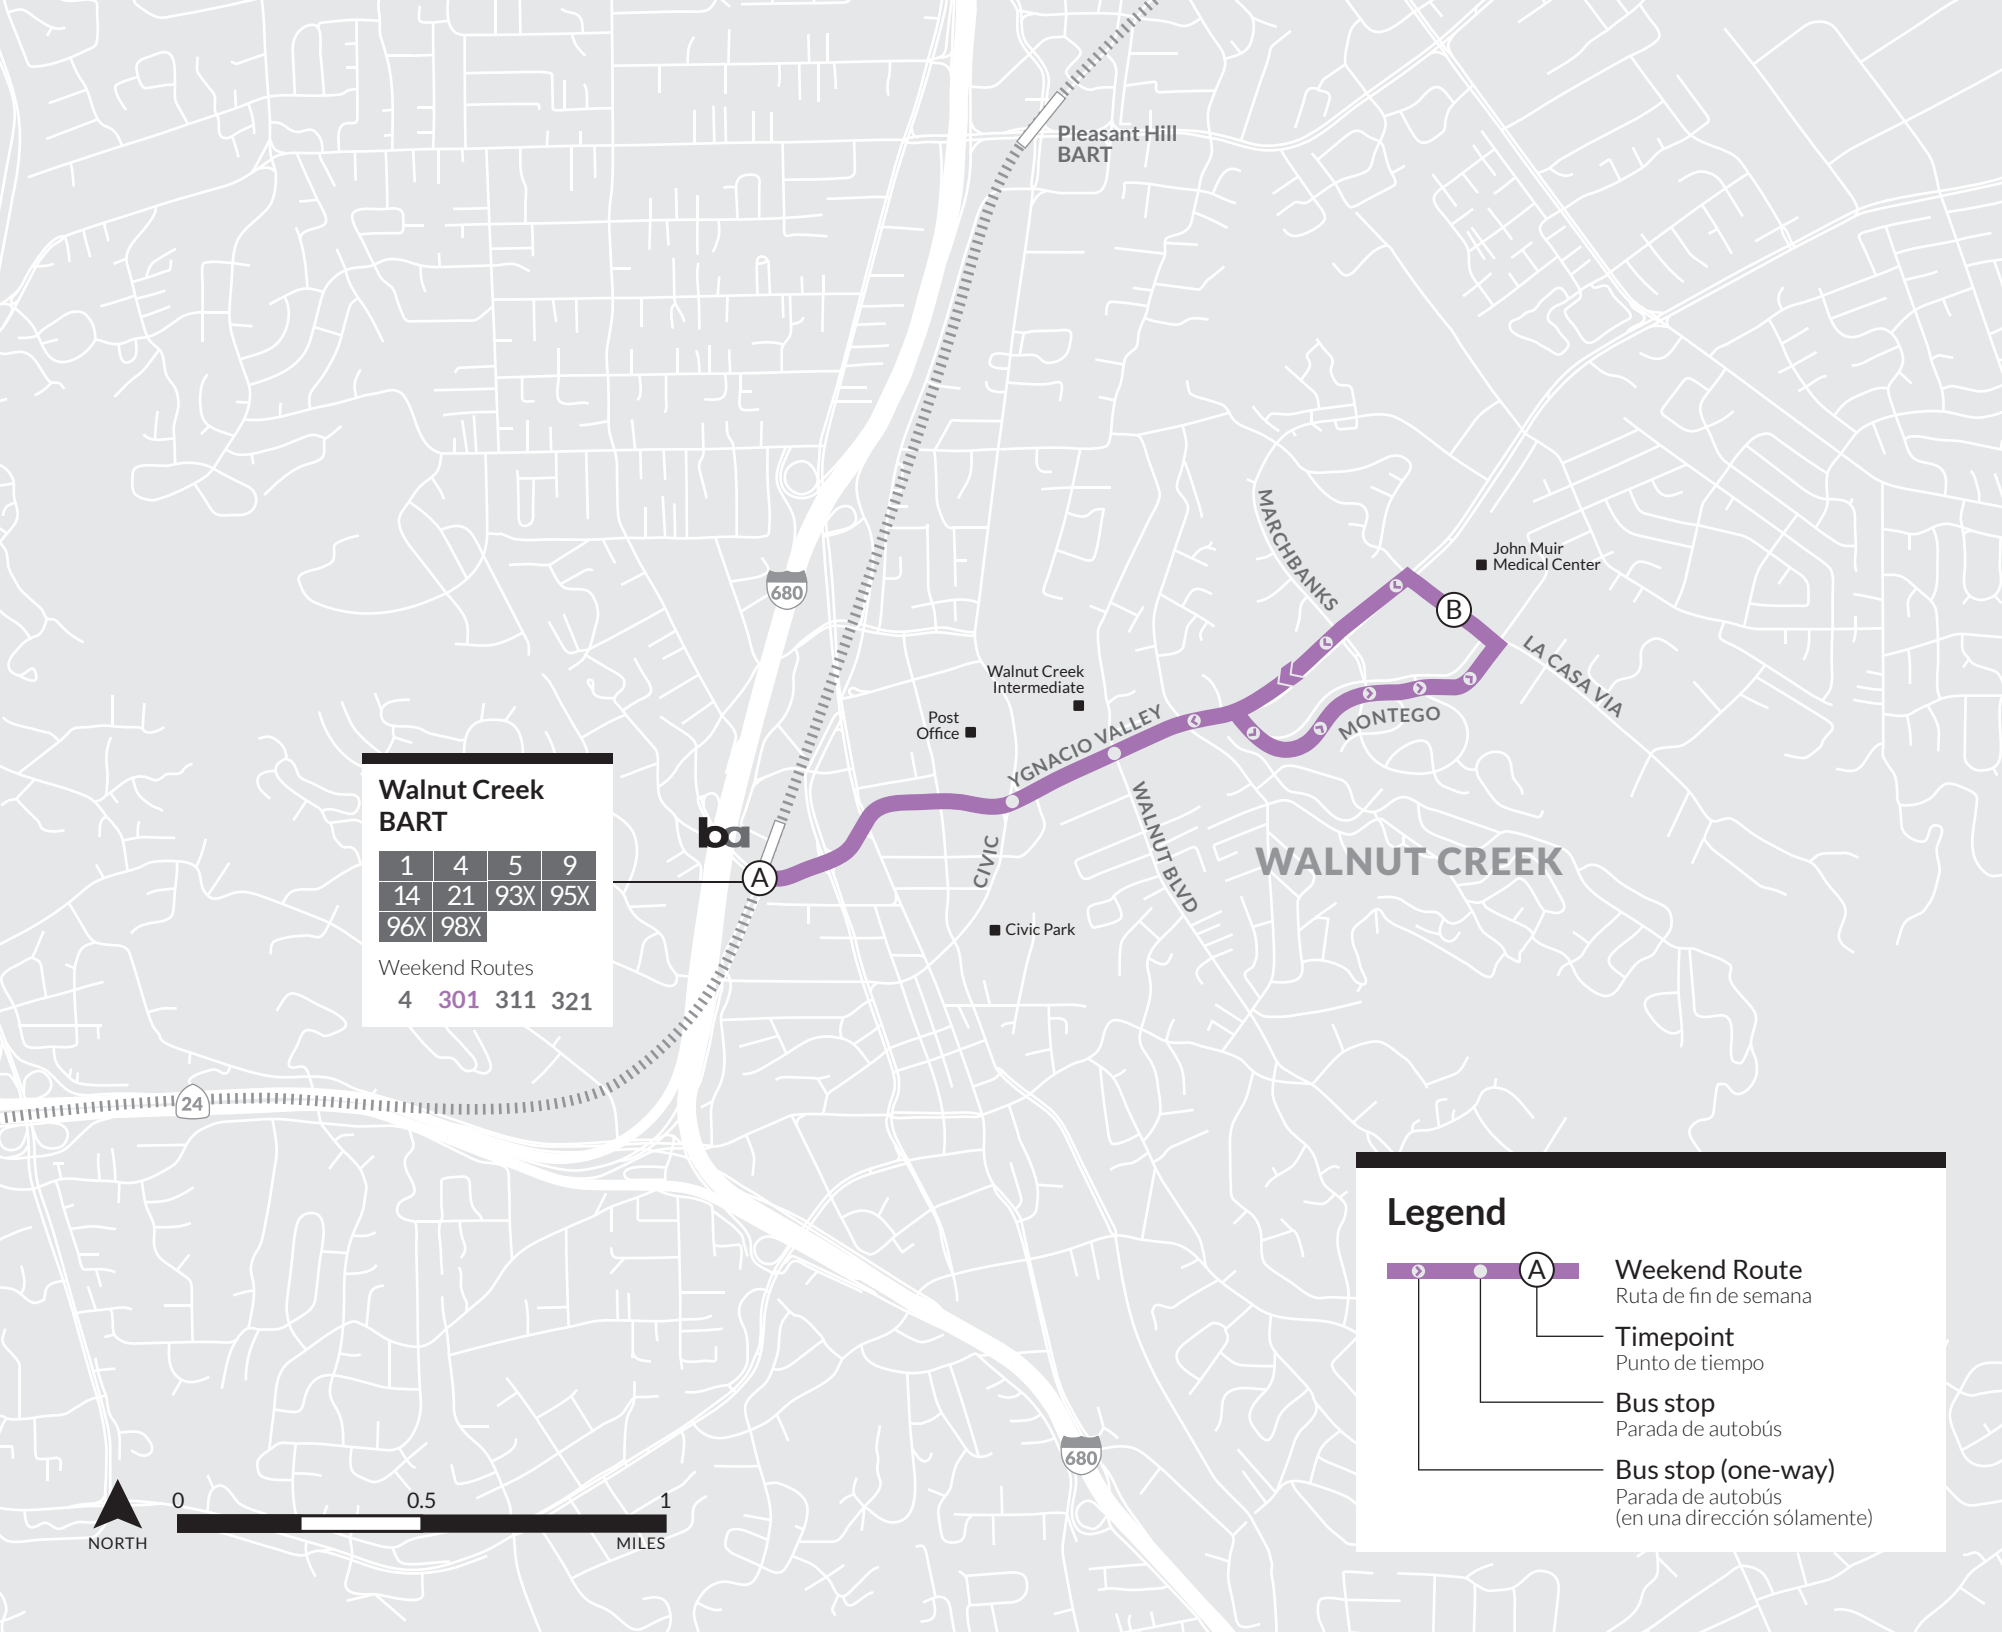 Pleasant Hill
BART
680
MARCHBANKS
John Muir
Medical Center
B
LA CASA VIA
MONTEGO
Walnut Creek
Intermediate
Post
Office
YGNACIO VALLEY
WALNUT BLVD
CIVIC
WALNUT CREEK
Civic Park
ba
A
Walnut Creek
BART
1 4 5 9
14 21 93X 95X
96X 98X
Weekend Routes
4 301 311 321
24
680
Legend
A
Weekend Route
Ruta de fin de semana
Timepoint
Punto de tiempo
Bus stop
Parada de autobús
Bus stop (one-way)
Parada de autobús
(en una dirección sólamente)
0 0.5 1
NORTH
MILES